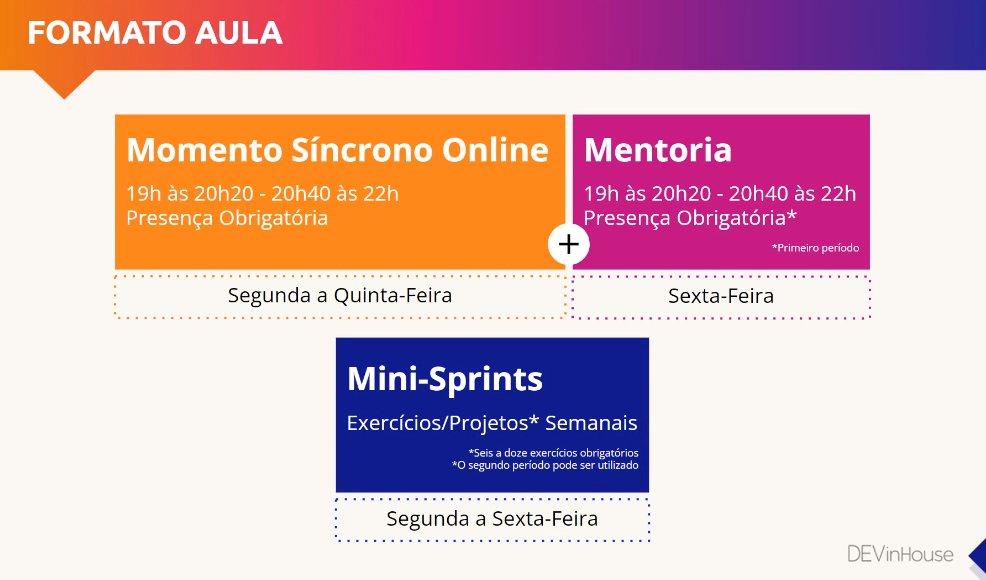 FORMATO AULA
Momento Síncrono Online
19h às 20h20 - 20h40 às 22h
Presença Obrigatória
Segunda a Quinta-Feira
+
Mentoria
19h às 20h20 - 20h40 às 22h
Presença Obrigatória*
*Primeiro período
Sexta-Feira
Mini-Sprints
Exercícios/Projetos* Semanais
*Seis a doze exercícios obrigatórios
*O segundo período pode ser utilizado
Segunda a Sexta-Feira
DEVinHouse